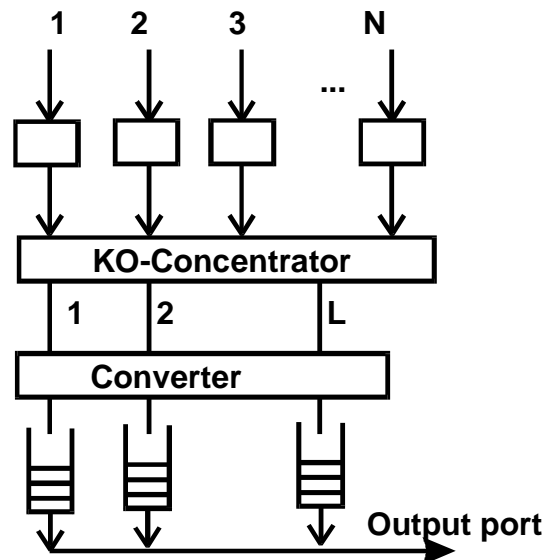 1 2 3 N
...
KO-Concentrator
1 2 L
Converter
Output port